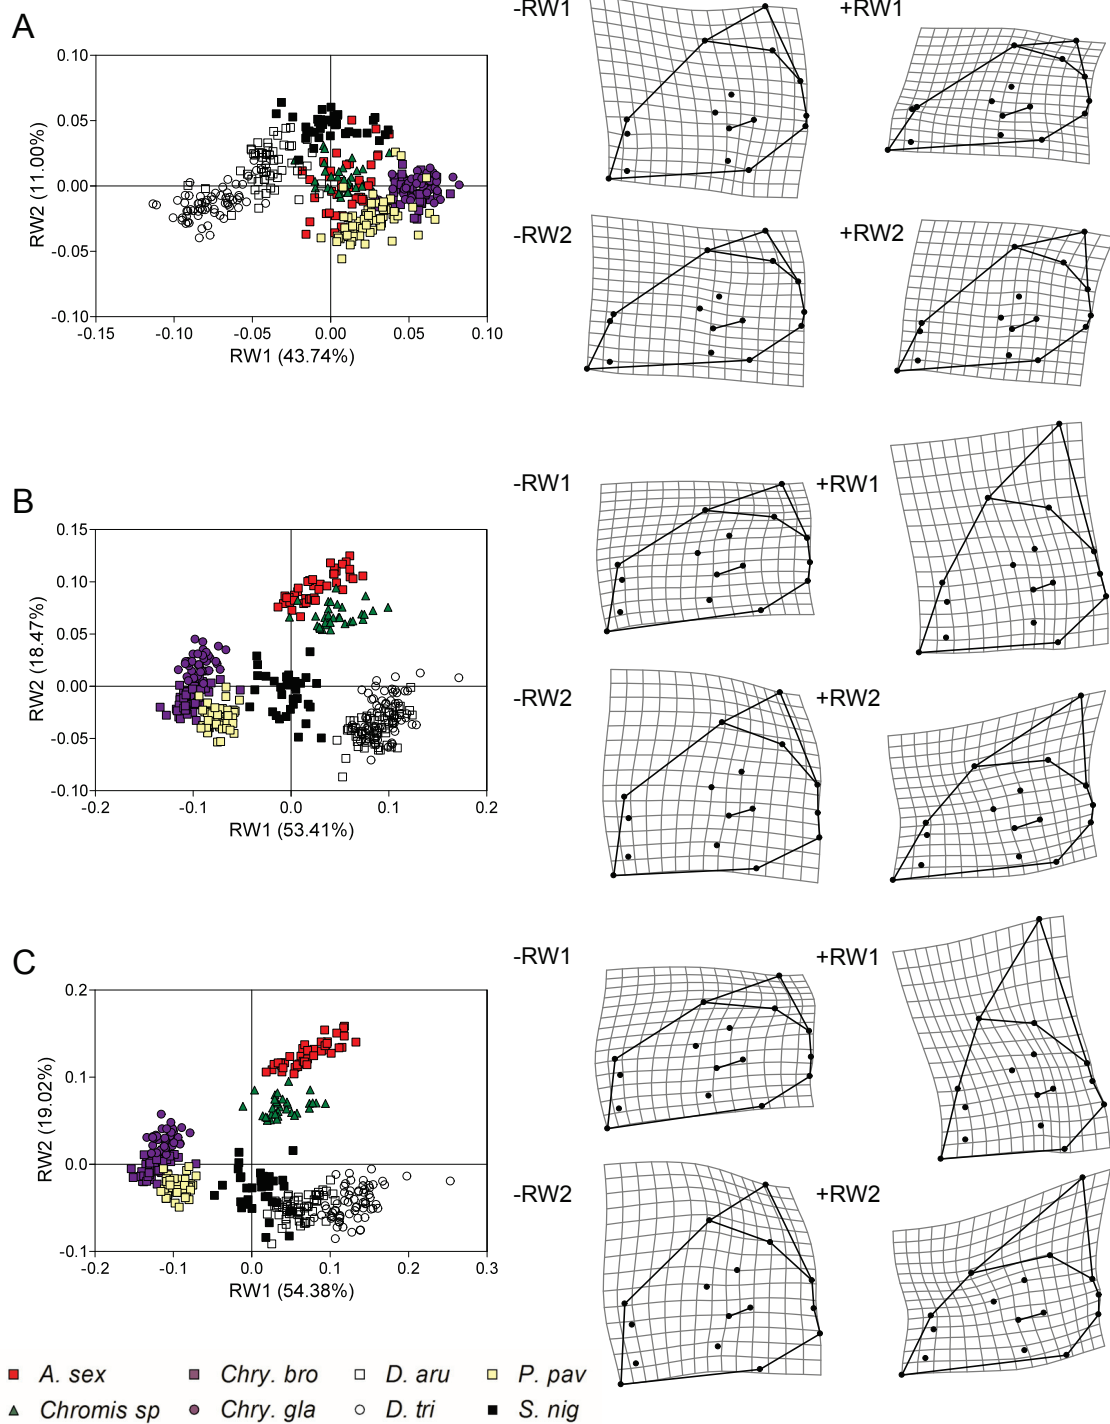 A
-RW1
+RW1
0.10
0.05
0.00
-0.05
-0.10
-0.15
-0.10
-0.05
0.00
0.05
0.10
RW2 (11.00%)
RW1 (43.74%)
-RW2
+RW2
B
-RW1
+RW1
0.15
0.10
0.05
0.00
-0.05
-0.10
-0.2
-0.1
0.0
0.1
0.2
RW2 (18.47%)
RW1 (53.41%)
-RW2
+RW2
C
-RW1
+RW1
0.2
0.1
0.0
-0.1
-0.2
-0.1
0.0
0.1
0.2
0.3
RW2 (19.02%)
RW1 (54.38%)
-RW2
+RW2
A. sex
Chry. bro
D. aru
P. pav
Chromis sp
Chry. gla
D. tri
S. nig